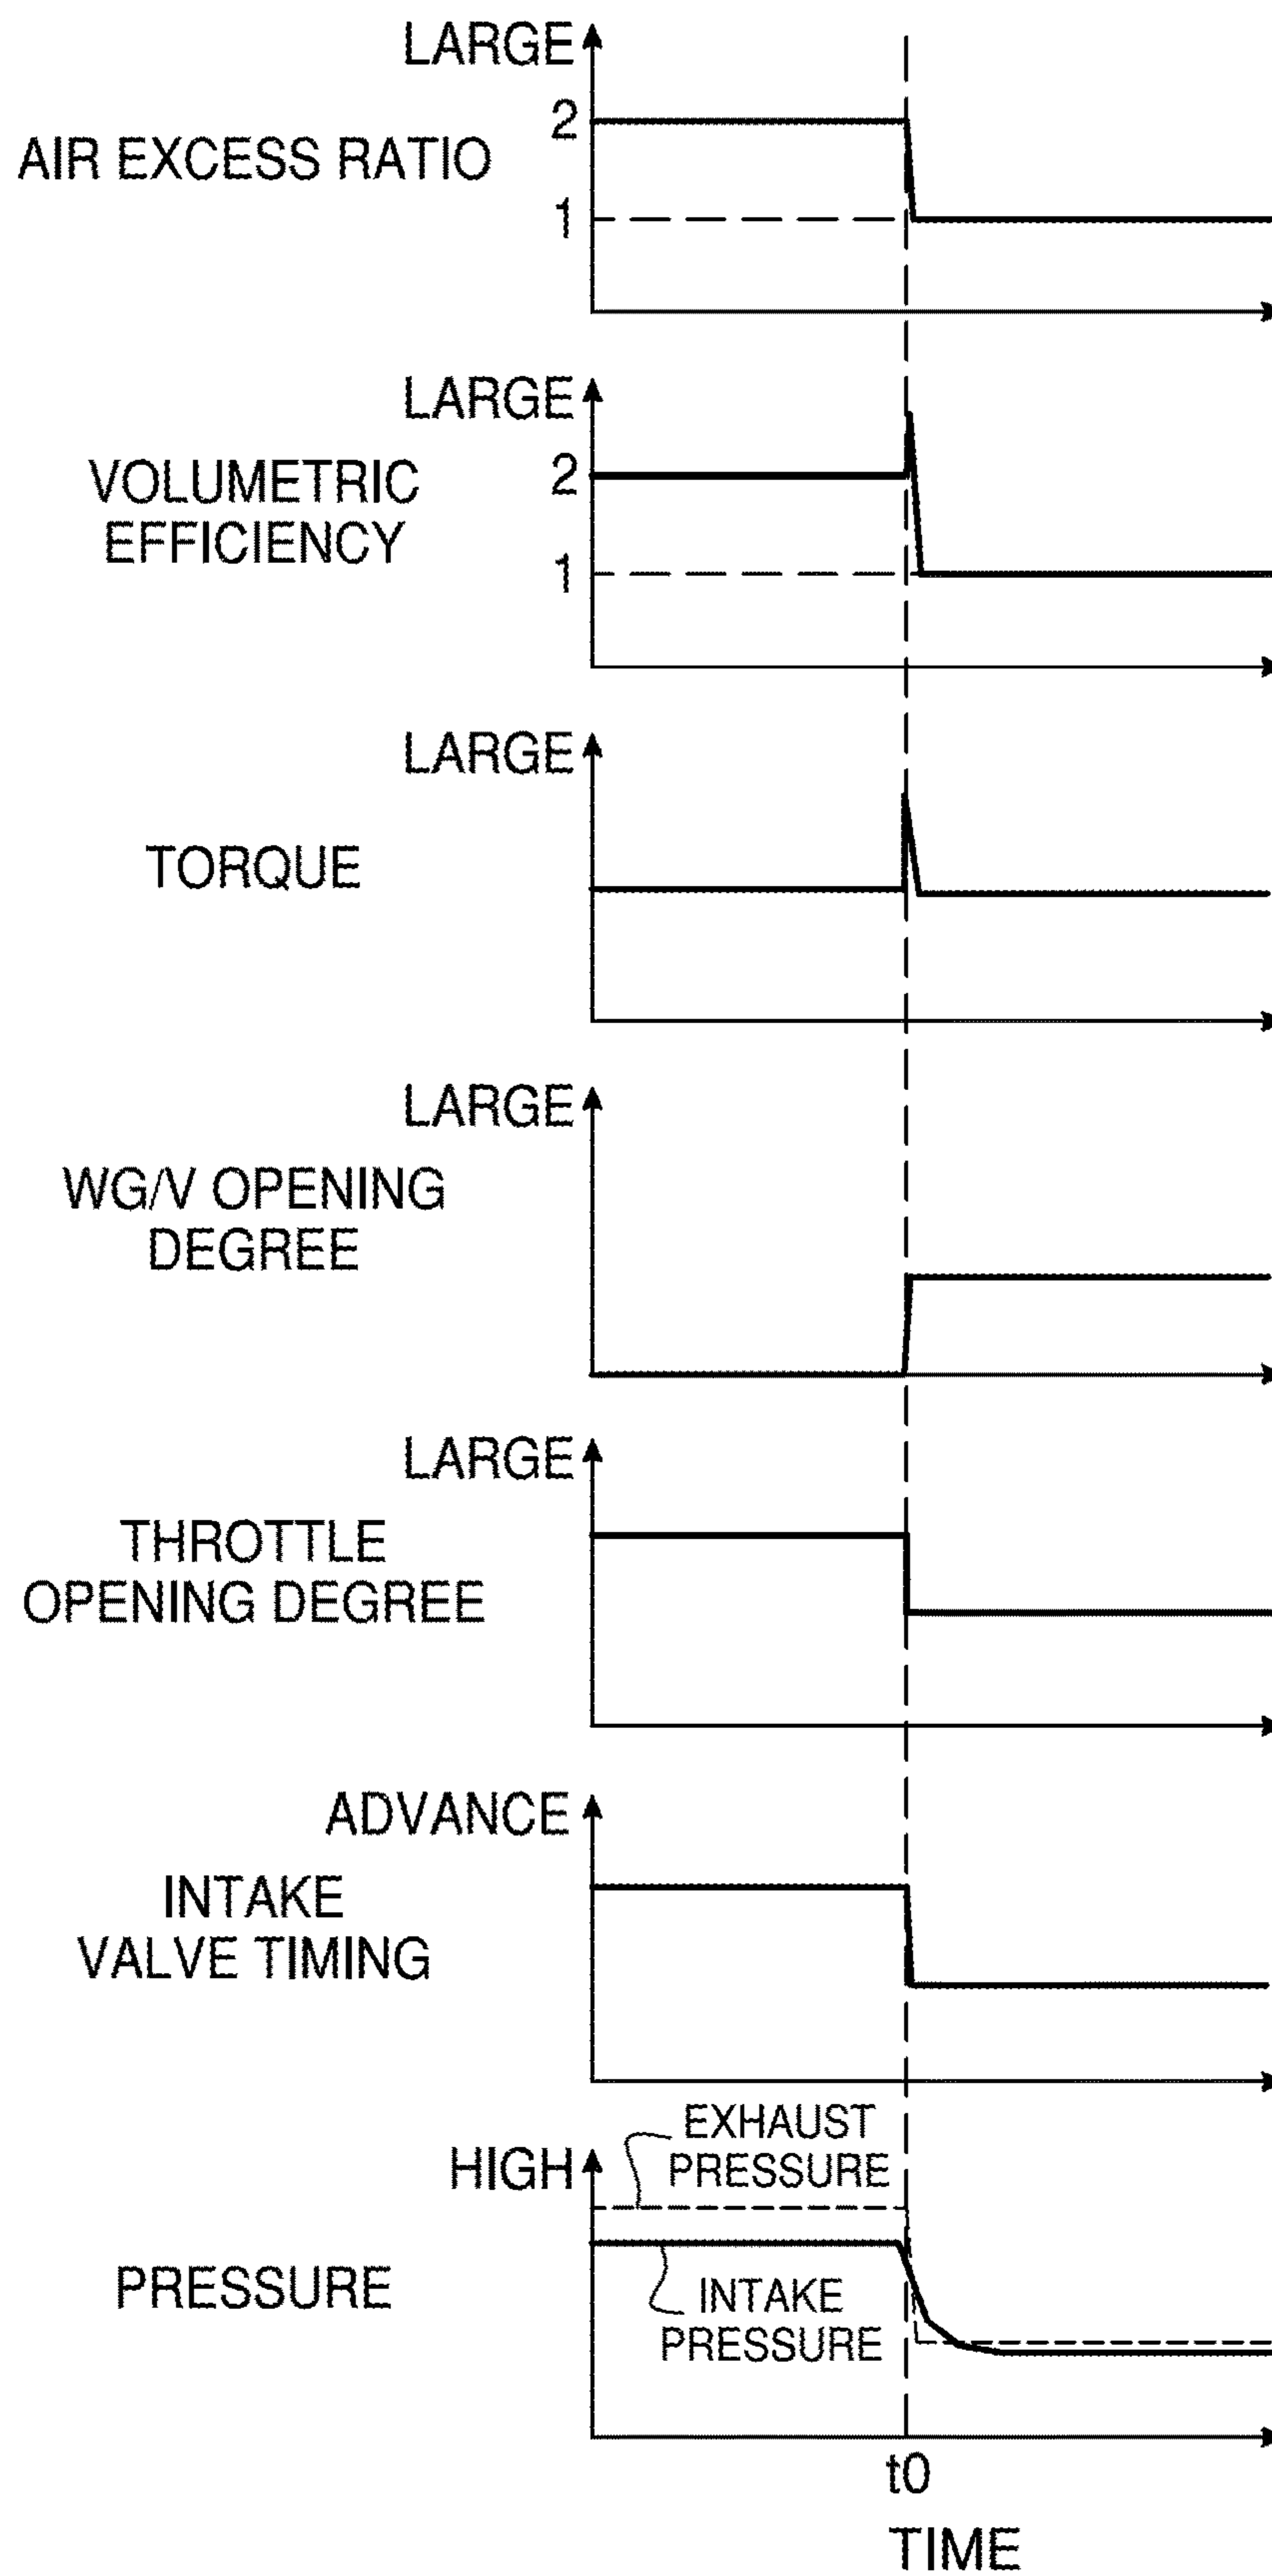 LARGE
2
AIR EXCESS RATIO
1
LARGE
VOLUMETRIC
2
EFFICIENCY
1
LARGE
TORQUE
LARGE
WG/V OPENING
DEGREE
LARGE
THROTTLE
OPENING DEGREE
ADVANCE
INTAKE
VALVE TIMING
EXHAUST
PRESSURE
HIGH
PRESSURE
INTAKE
PRESSURE
t0
TIME